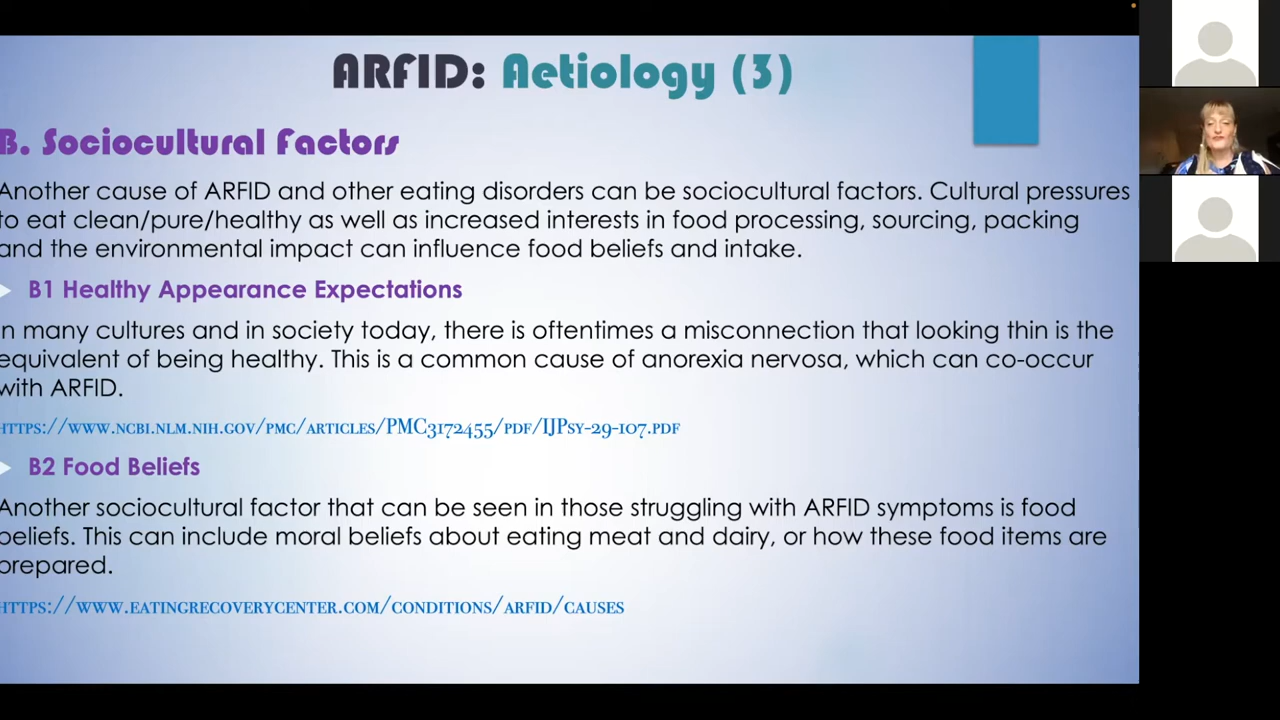 ARFID: Aetiology (3)
B. Sociocultural Factors
Another cause of ARFID and other eating disorders can be sociocultural factors. Cultural pressures
to eat clean/pure/healthy as well as increased interests in food processing, sourcing, packing
and the environmental impact can influence food beliefs and intake.
B1 Healthy Appearance Expectations
In many cultures and in society today, there is oftentimes a misconnection that looking thin is the
equivalent of being healthy. This is a common cause of anorexia nervosa, which can co-occur
with ARFID.
https://www.ncbi.nlm.nih.gov/pmc/articles/PMC3172455/pdf/IJPsy-29-107.pdf
B2 Food Beliefs
Another sociocultural factor that can be seen in those struggling with ARFID symptoms is food
beliefs. This can include moral beliefs about eating meat and dairy, or how these food items are
prepared.
https://www.eatingrecoverycenter.com/conditions/arfid/causes